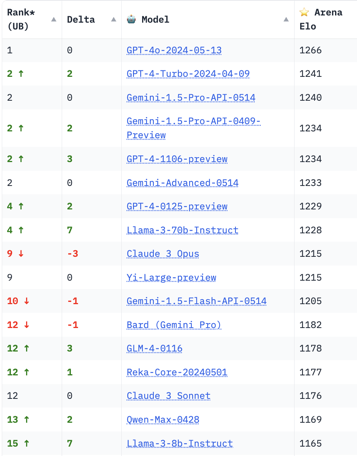 Rank* (UB) ▲ Delta ▲ 🤖 Model ▲ ⭐ Arena Elo
1 0 GPT-4o-2024-05-13 1266
2 ↑ 2 GPT-4-Turbo-2024-04-09 1241
2 0 Gemini-1.5-Pro-API-0514 1240
2 ↑ 2 Gemini-1.5-Pro-API-0409-Preview 1234
2 ↑ 3 GPT-4-1106-preview 1234
2 0 Gemini-Advanced-0514 1233
4 ↑ 2 GPT-4-0125-preview 1229
4 ↑ 7 Llama-3-70b-Instruct 1228
9 ↓ -3 Claude 3 Opus 1215
9 0 Yi-Large-preview 1215
10 ↓ -1 Gemini-1.5-Flash-API-0514 1205
12 ↓ -1 Bard (Gemini Pro) 1182
12 ↑ 3 GLM-4-0116 1178
12 ↑ 1 Reka-Core-20240501 1177
12 0 Claude 3 Sonnet 1176
13 ↑ 2 Qwen-Max-0428 1169
15 ↑ 7 Llama-3-8b-Instruct 1165